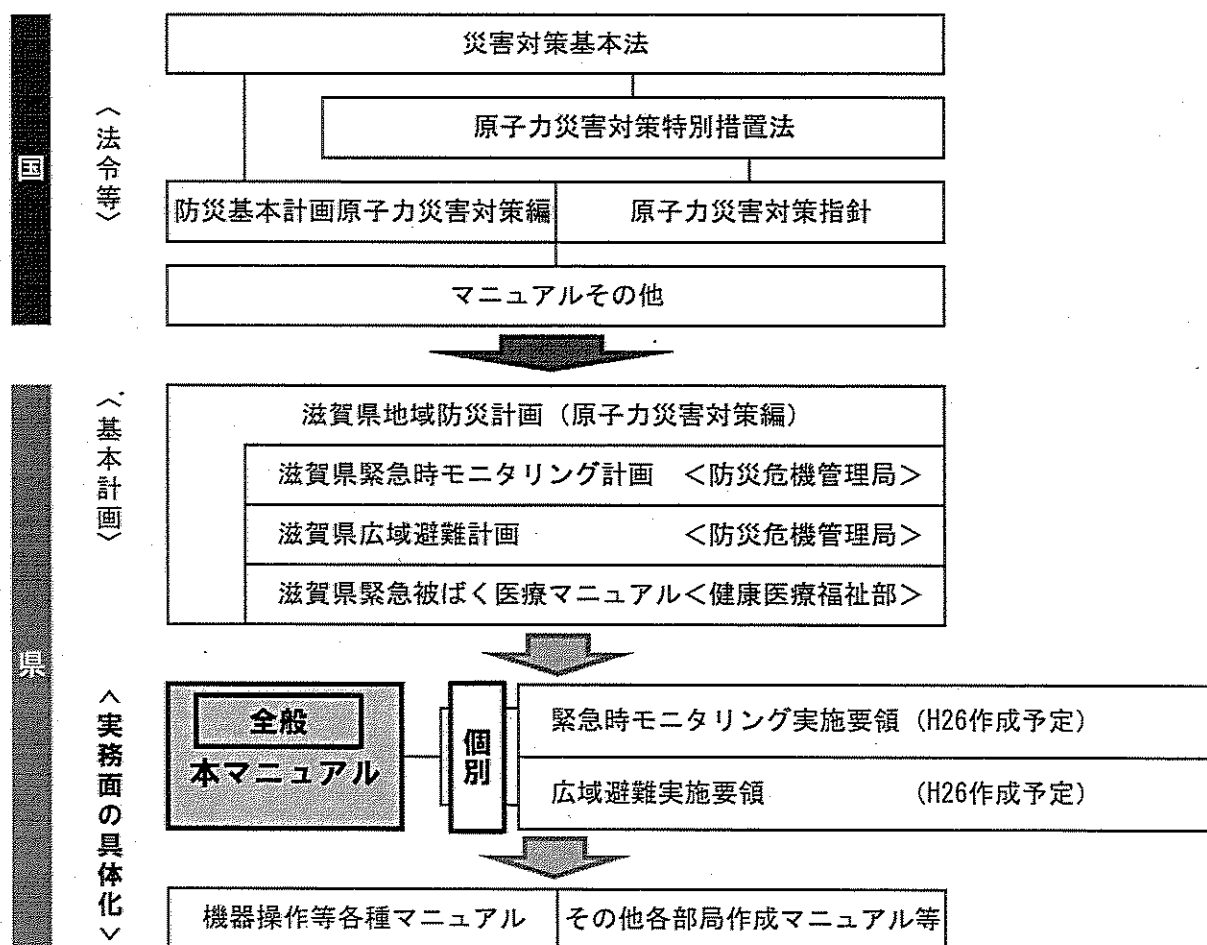 災害対策基本法
国
〈法令等〉
原子力災害対策特別措置法
防災基本計画原子力災害対策編
原子力災害対策指針
マニュアルその他
県
〈基本計画〉
滋賀県地域防災計画（原子力災害対策編）
滋賀県緊急時モニタリング計画　＜防災危機管理局＞
滋賀県広域避難計画　＜防災危機管理局＞
滋賀県緊急被ばく医療マニュアル＜健康医療福祉部＞
〈実務面の具体化〉
全般
本マニュアル
個別
緊急時モニタリング実施要領（H26作成予定）
広域避難実施要領　（H26作成予定）
機器操作等各種マニュアル
その他各部局作成マニュアル等